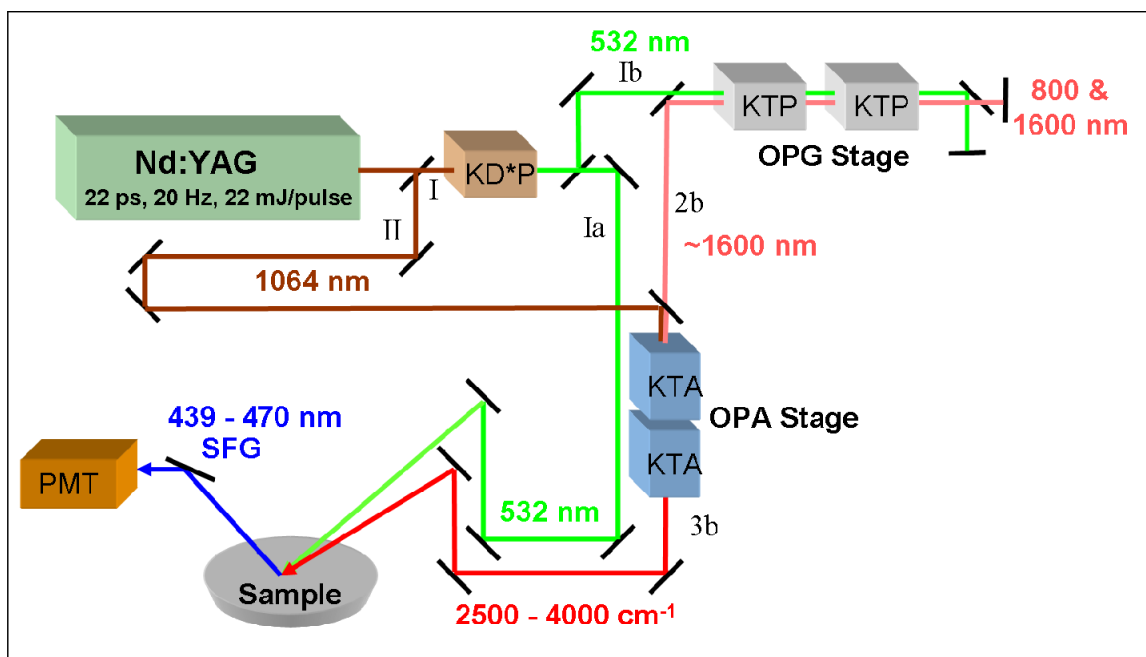 532 nm
Ib
KTP
KTP
800 &
1600 nm
OPG Stage
Nd:YAG
22 ps, 20 Hz, 22 mJ/pulse
I
KD*P
II
Ia
2b
~1600 nm
1064 nm
KTA
OPA Stage
KTA
439 - 470 nm
SFG
PMT
532 nm
3b
Sample
2500 - 4000 cm⁻¹